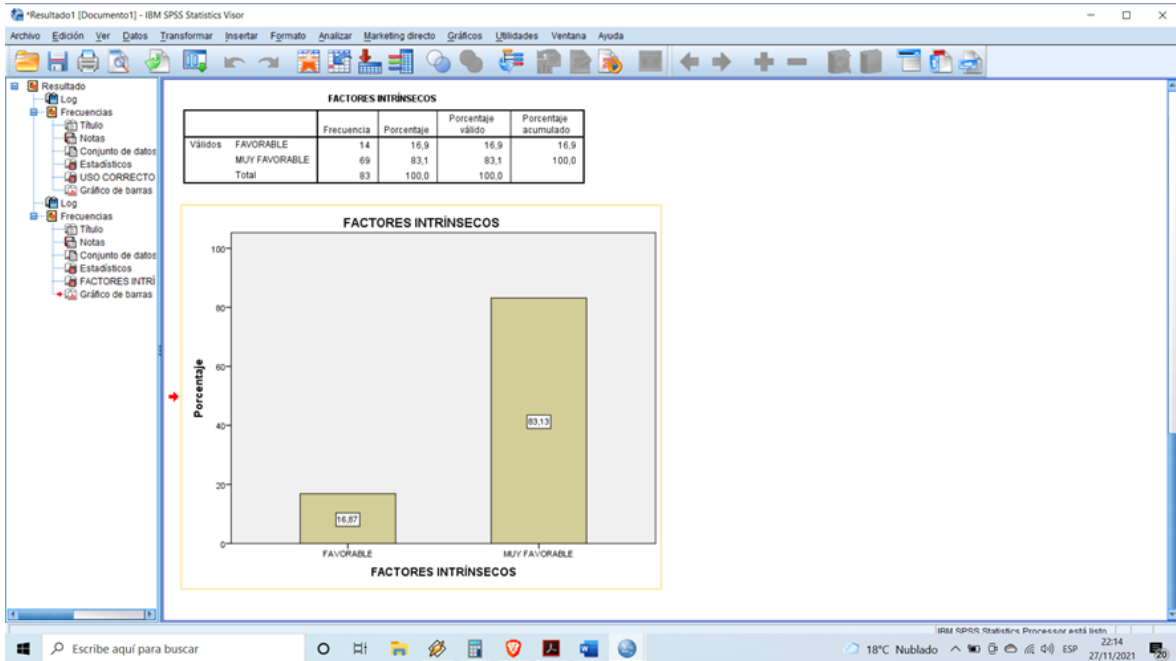 *Resultado1 [Documento1] - IBM SPSS Statistics Visor
Archivo Edición Ver Datos Transformar Insertar Formato Analizar Marketing directo Gráficos Utilidades Ventana Ayuda
Resultado
Log
Frecuencias
Título
Notas
Conjunto de datos
Estadísticos
USO CORRECTO
Gráfico de barras
Log
Frecuencias
Título
Notas
Conjunto de datos
Estadísticos
FACTORES INTRÍ
Gráfico de barras
FACTORES INTRÍNSECOS
Frecuencia Porcentaje Porcentaje válido Porcentaje acumulado
Válidos FAVORABLE 14 16,9 16,9 16,9
MUY FAVORABLE 69 83,1 83,1 100,0
Total 83 100,0 100,0
FACTORES INTRÍNSECOS
Porcentaje
100
80
60
40
20
0
16,87
83,13
FAVORABLE MUY FAVORABLE
FACTORES INTRÍNSECOS
IBM SPSS Statistics Processor está listo
Escribe aquí para buscar
18°C Nublado
ESP
22:14
27/11/2021
20